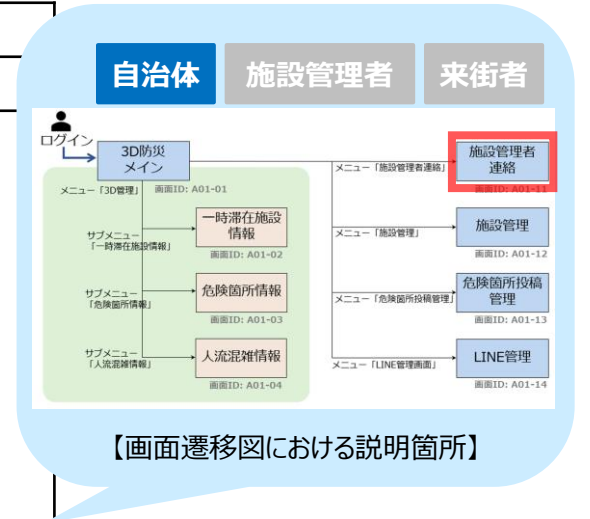 自治体 施設管理者 来街者
ログイン
3D防災
メイン
画面ID: A01-01
メニュー「3D管理」
サブメニュー
「一時滞在施設情報」
一時滞在施設
情報
画面ID: A01-02
サブメニュー
「危険箇所情報」
危険箇所情報
画面ID: A01-03
サブメニュー
「人流混雑情報」
人流混雑情報
画面ID: A01-04
メニュー「施設管理者連絡」
施設管理者
連絡
画面ID: A01-11
メニュー「施設管理」
施設管理
画面ID: A01-12
メニュー「危険箇所投稿管理」
危険箇所投稿
管理
画面ID: A01-13
メニュー「LINE管理画面」
LINE管理
画面ID: A01-14
【画面遷移図における説明箇所】